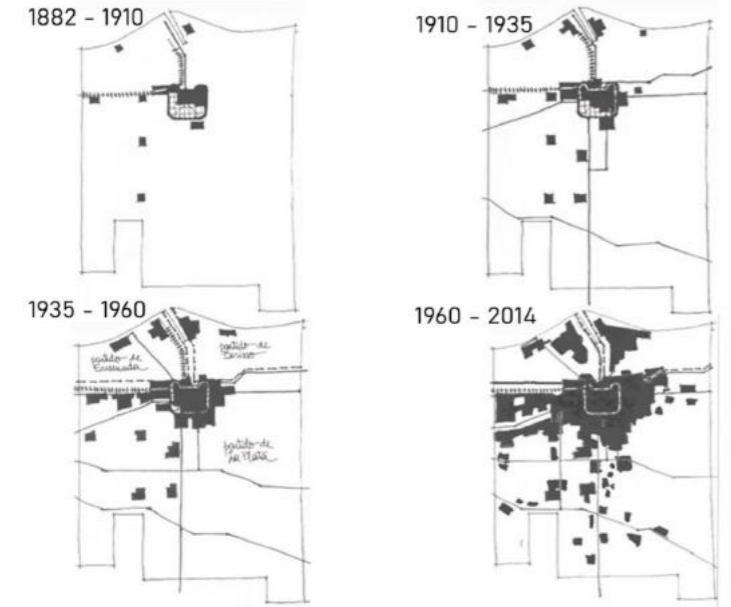 1882 - 1910
1910 - 1935
1935 - 1960
partido de
Ensenada
partido de
Berisso
partido de
La Plata
1960 - 2014